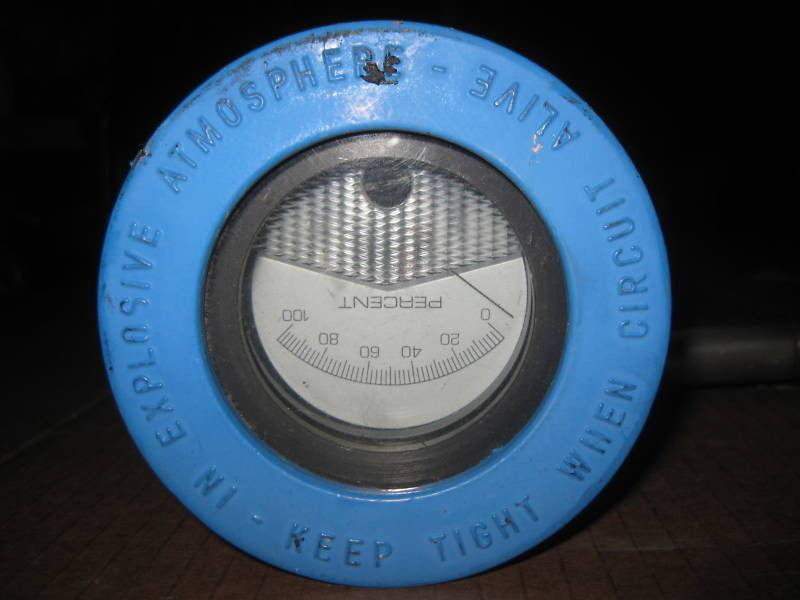 KEEP TIGHT WHEN CIRCUIT ALIVE - IN EXPLOSIVE ATMOSPHERE -
PERCENT
0 20 40 60 80 100